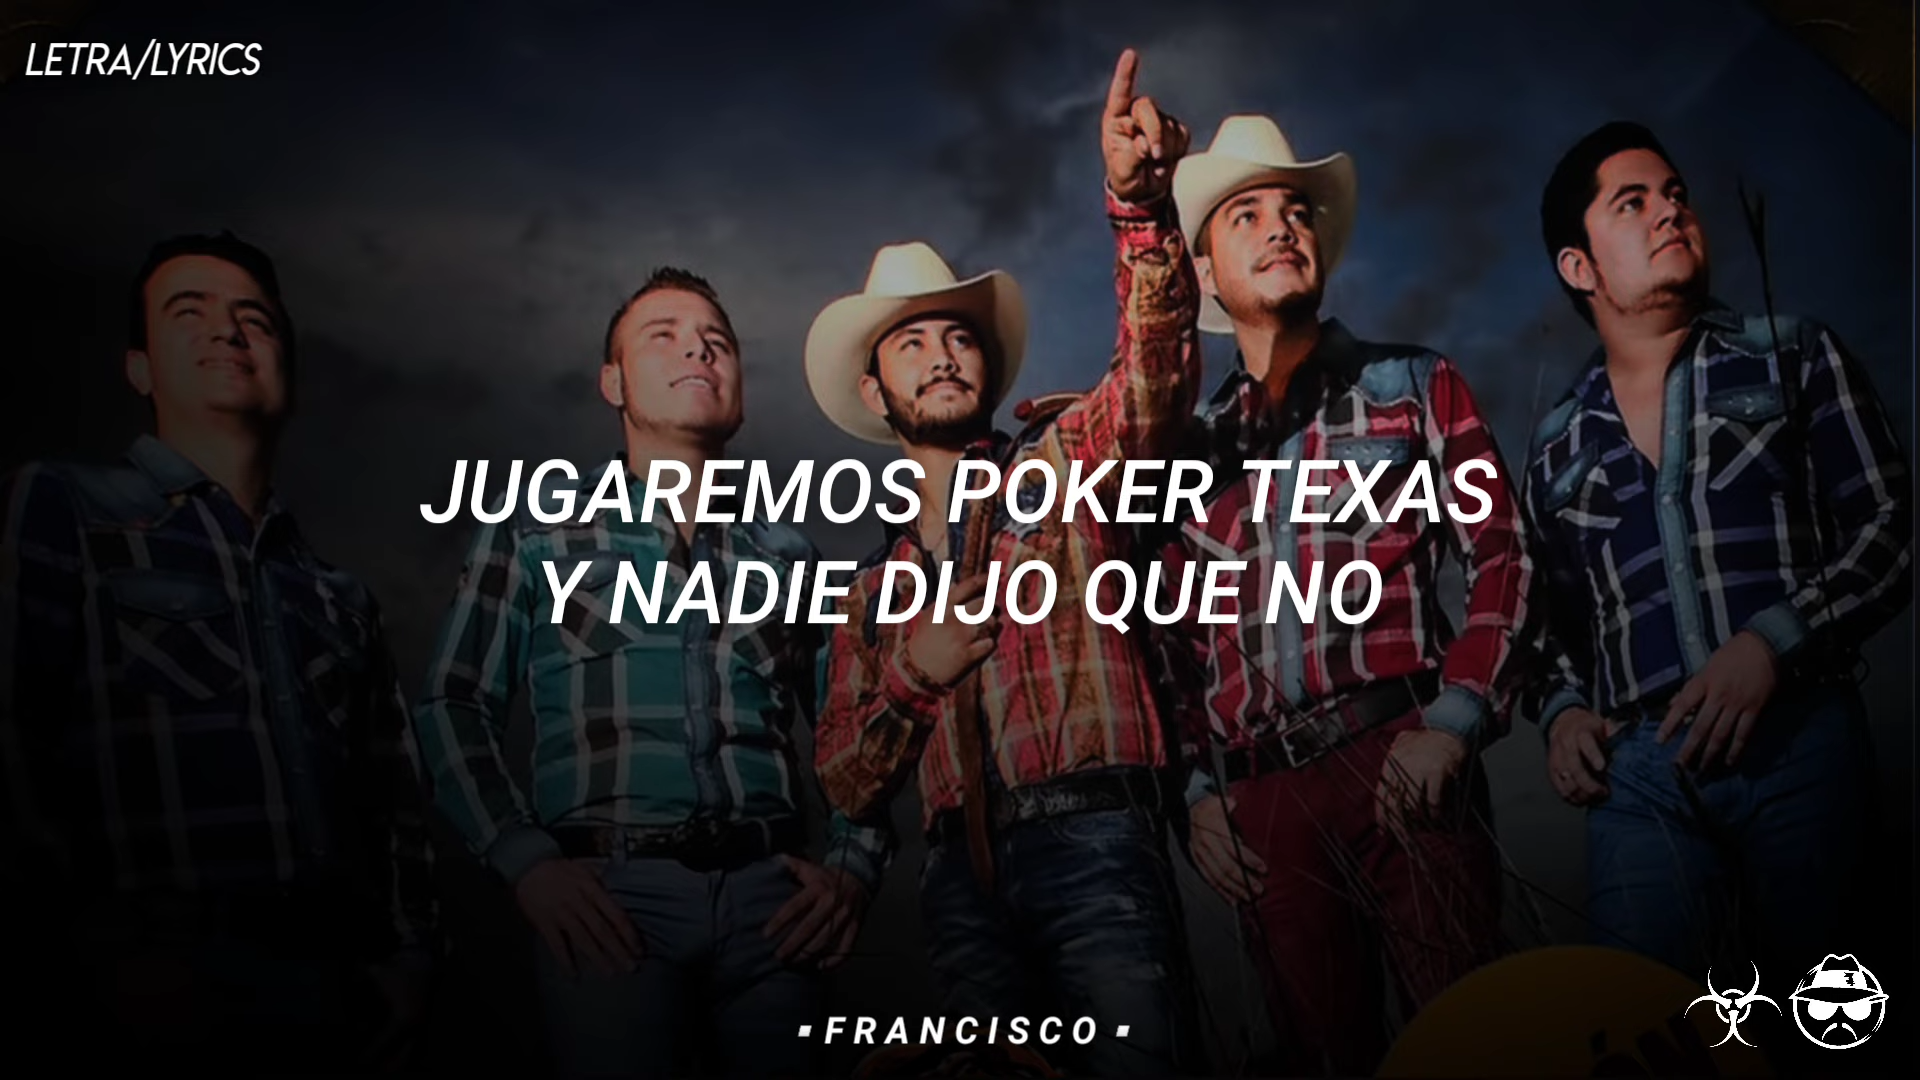 LETRA/LYRICS
JUGAREMOS POKER TEXAS
Y NADIE DIJO QUE NO
▪ FRANCISCO ▪